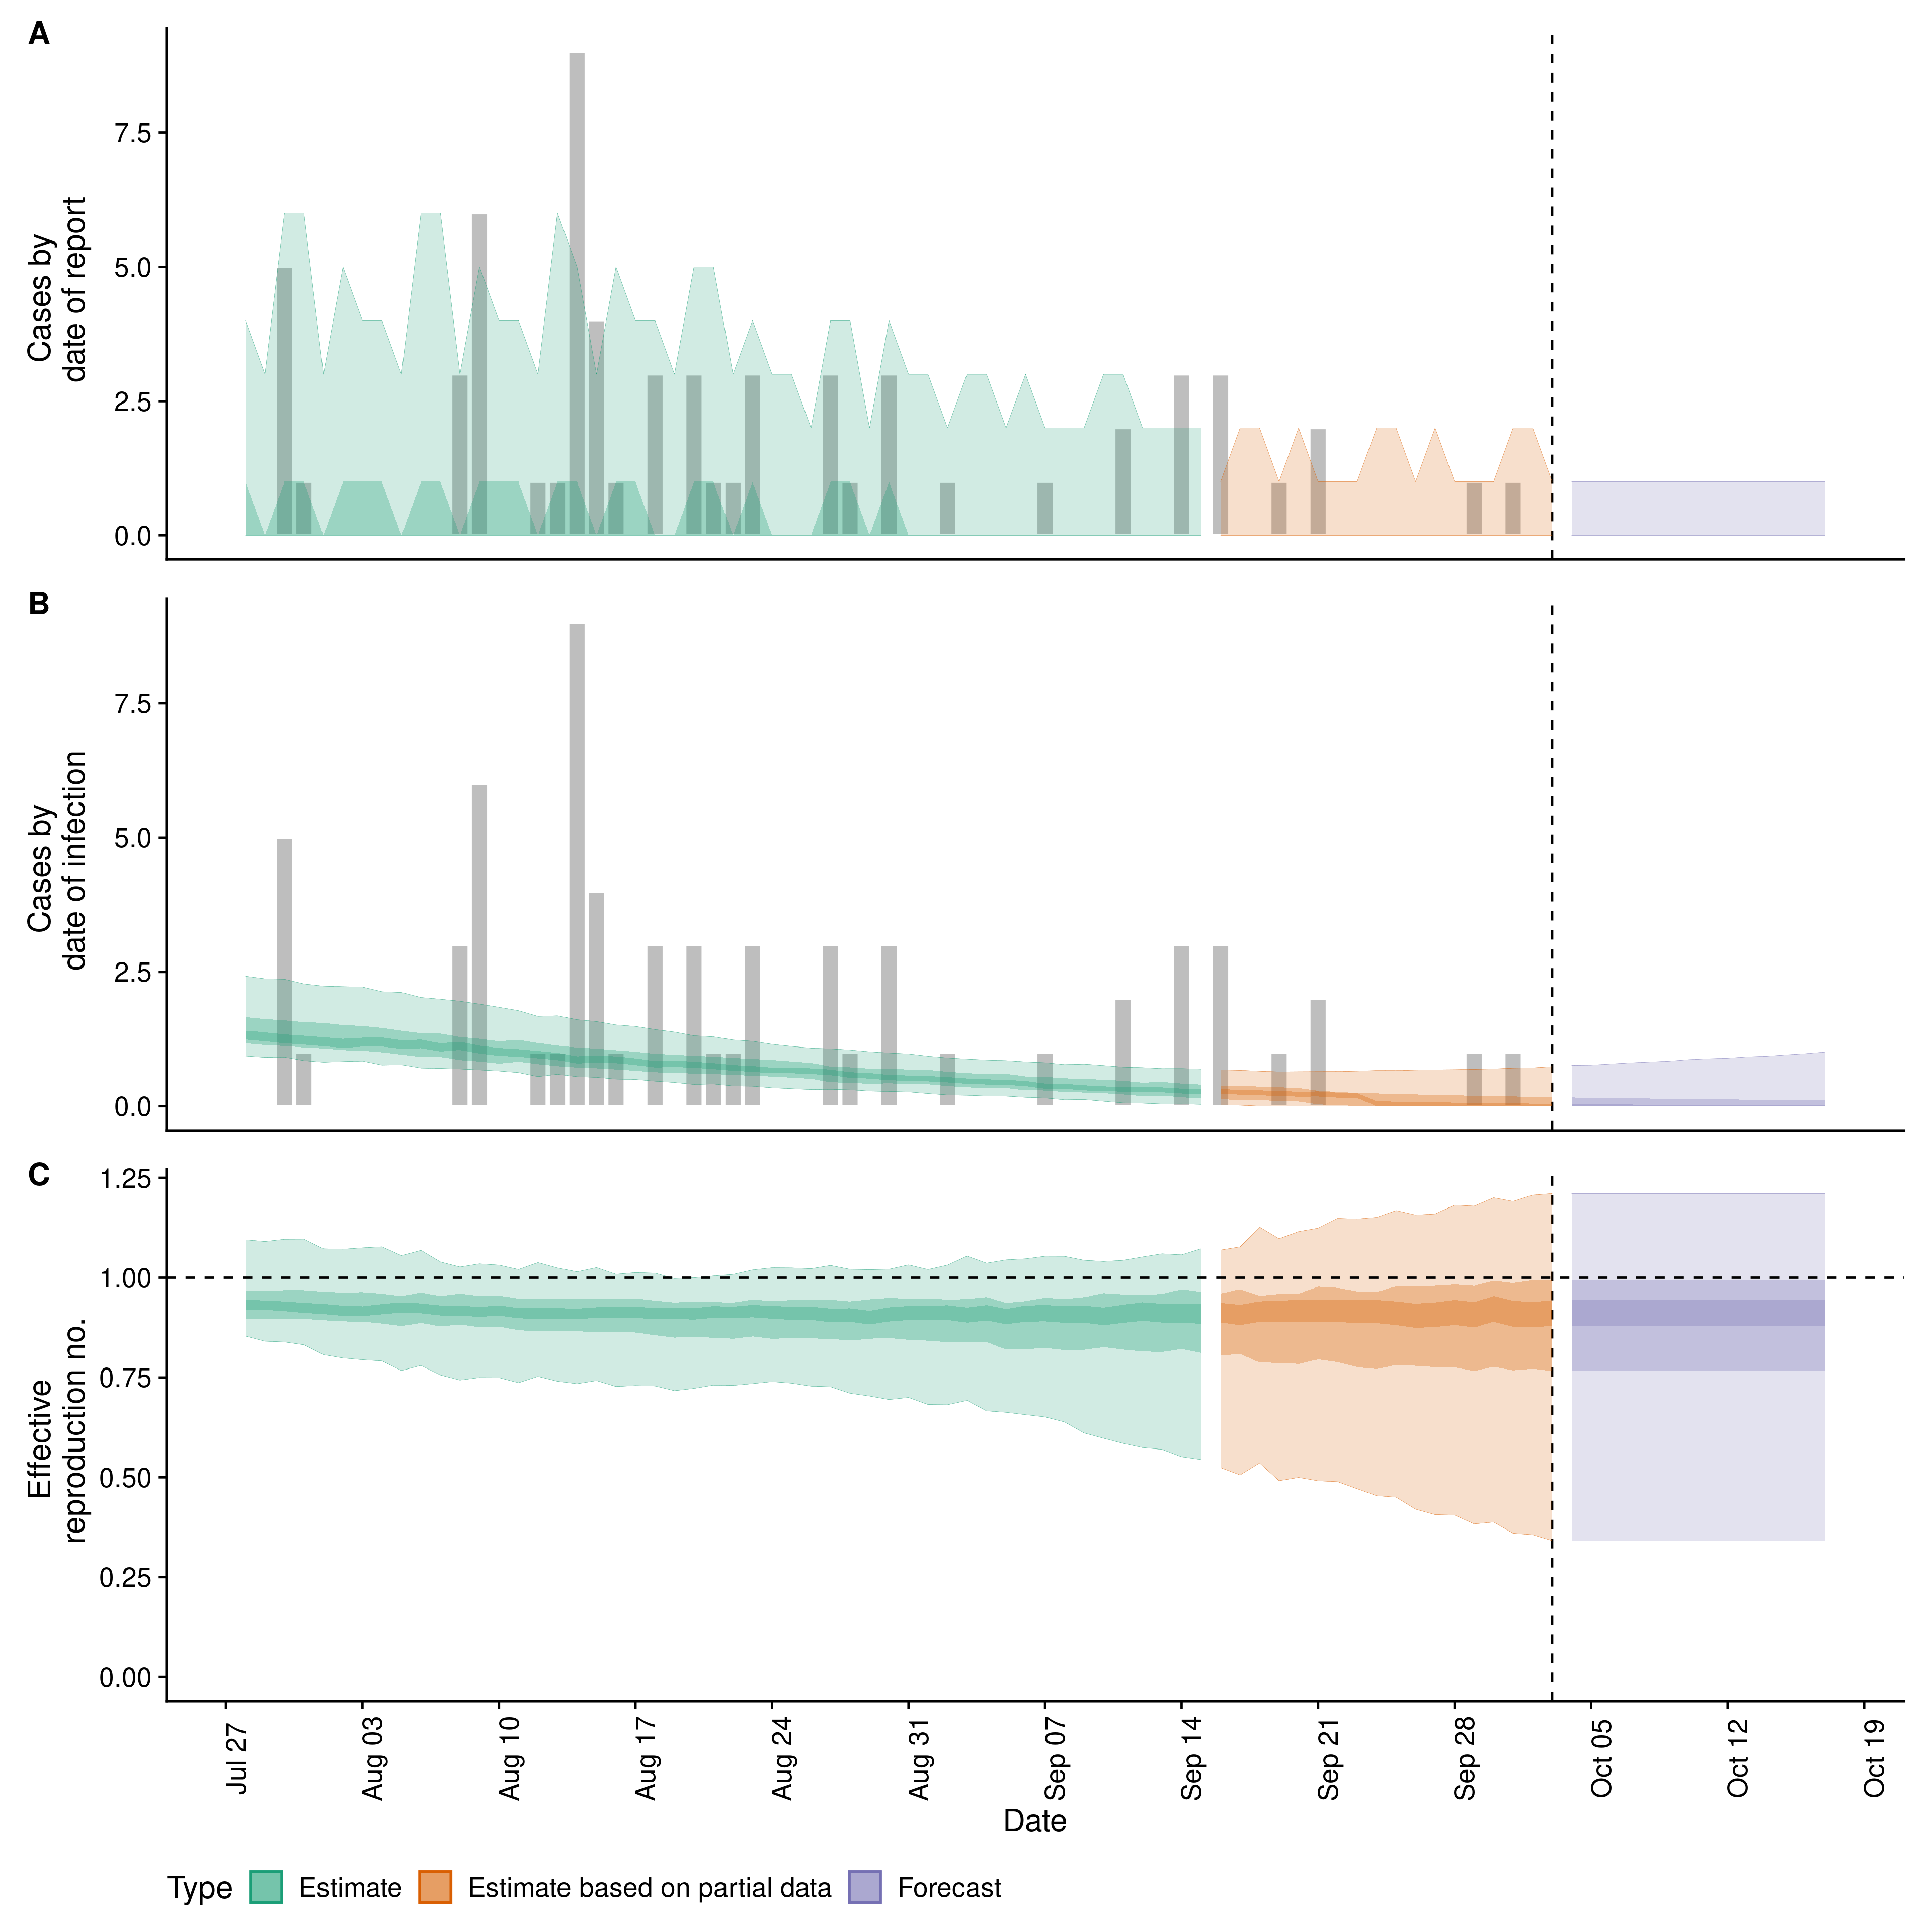 A
Cases by
date of report
7.5
5.0
2.5
0.0
B
Cases by
date of infection
7.5
5.0
2.5
0.0
C
Effective
reproduction no.
1.25
1.00
0.75
0.50
0.25
0.00
Jul 27
Aug 03
Aug 10
Aug 17
Aug 24
Aug 31
Sep 07
Sep 14
Sep 21
Sep 28
Oct 05
Oct 12
Oct 19
Date
Type Estimate Estimate based on partial data Forecast